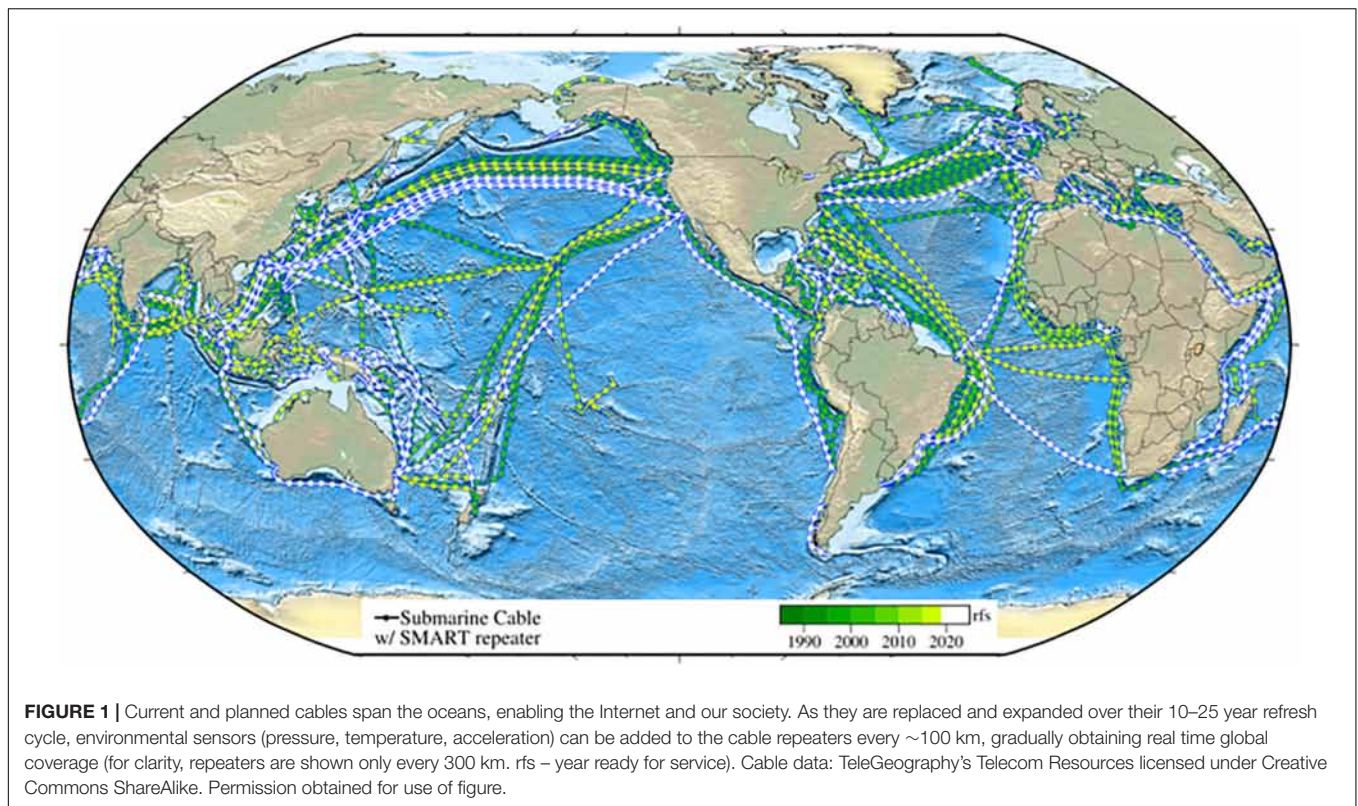 Submarine Cable
w/ SMART repeater
rfs
1990 2000 2010 2020
FIGURE 1 | Current and planned cables span the oceans, enabling the Internet and our society. As they are replaced and expanded over their 10–25 year refresh
cycle, environmental sensors (pressure, temperature, acceleration) can be added to the cable repeaters every ∼100 km, gradually obtaining real time global
coverage (for clarity, repeaters are shown only every 300 km. rfs – year ready for service). Cable data: TeleGeography's Telecom Resources licensed under Creative
Commons ShareAlike. Permission obtained for use of figure.